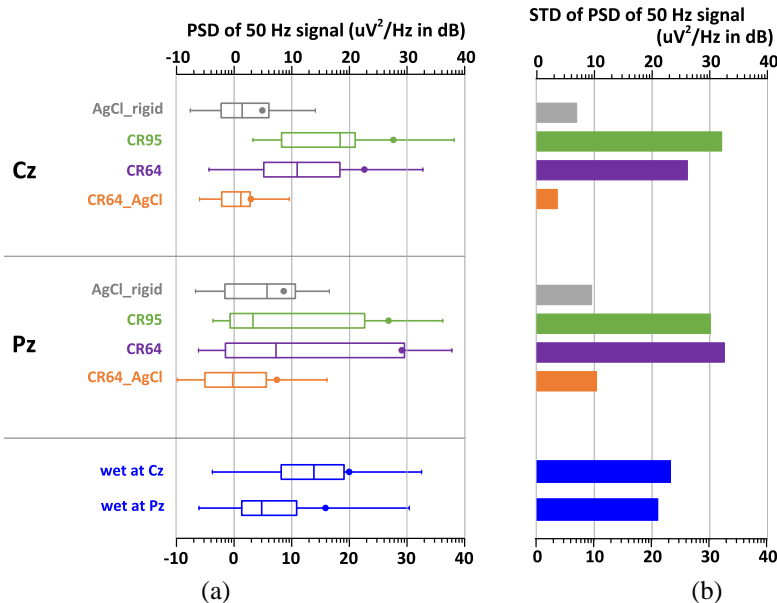 PSD of 50 Hz signal (uV²/Hz in dB)
-10 0 10 20 30 40
STD of PSD of 50 Hz signal
(uV²/Hz in dB)
0 10 20 30 40
Cz
AgCl_rigid
CR95
CR64
CR64_AgCl
Pz
AgCl_rigid
CR95
CR64
CR64_AgCl
wet at Cz
wet at Pz
-10 0 10 20 30 40
0 10 20 30 40
(a)
(b)